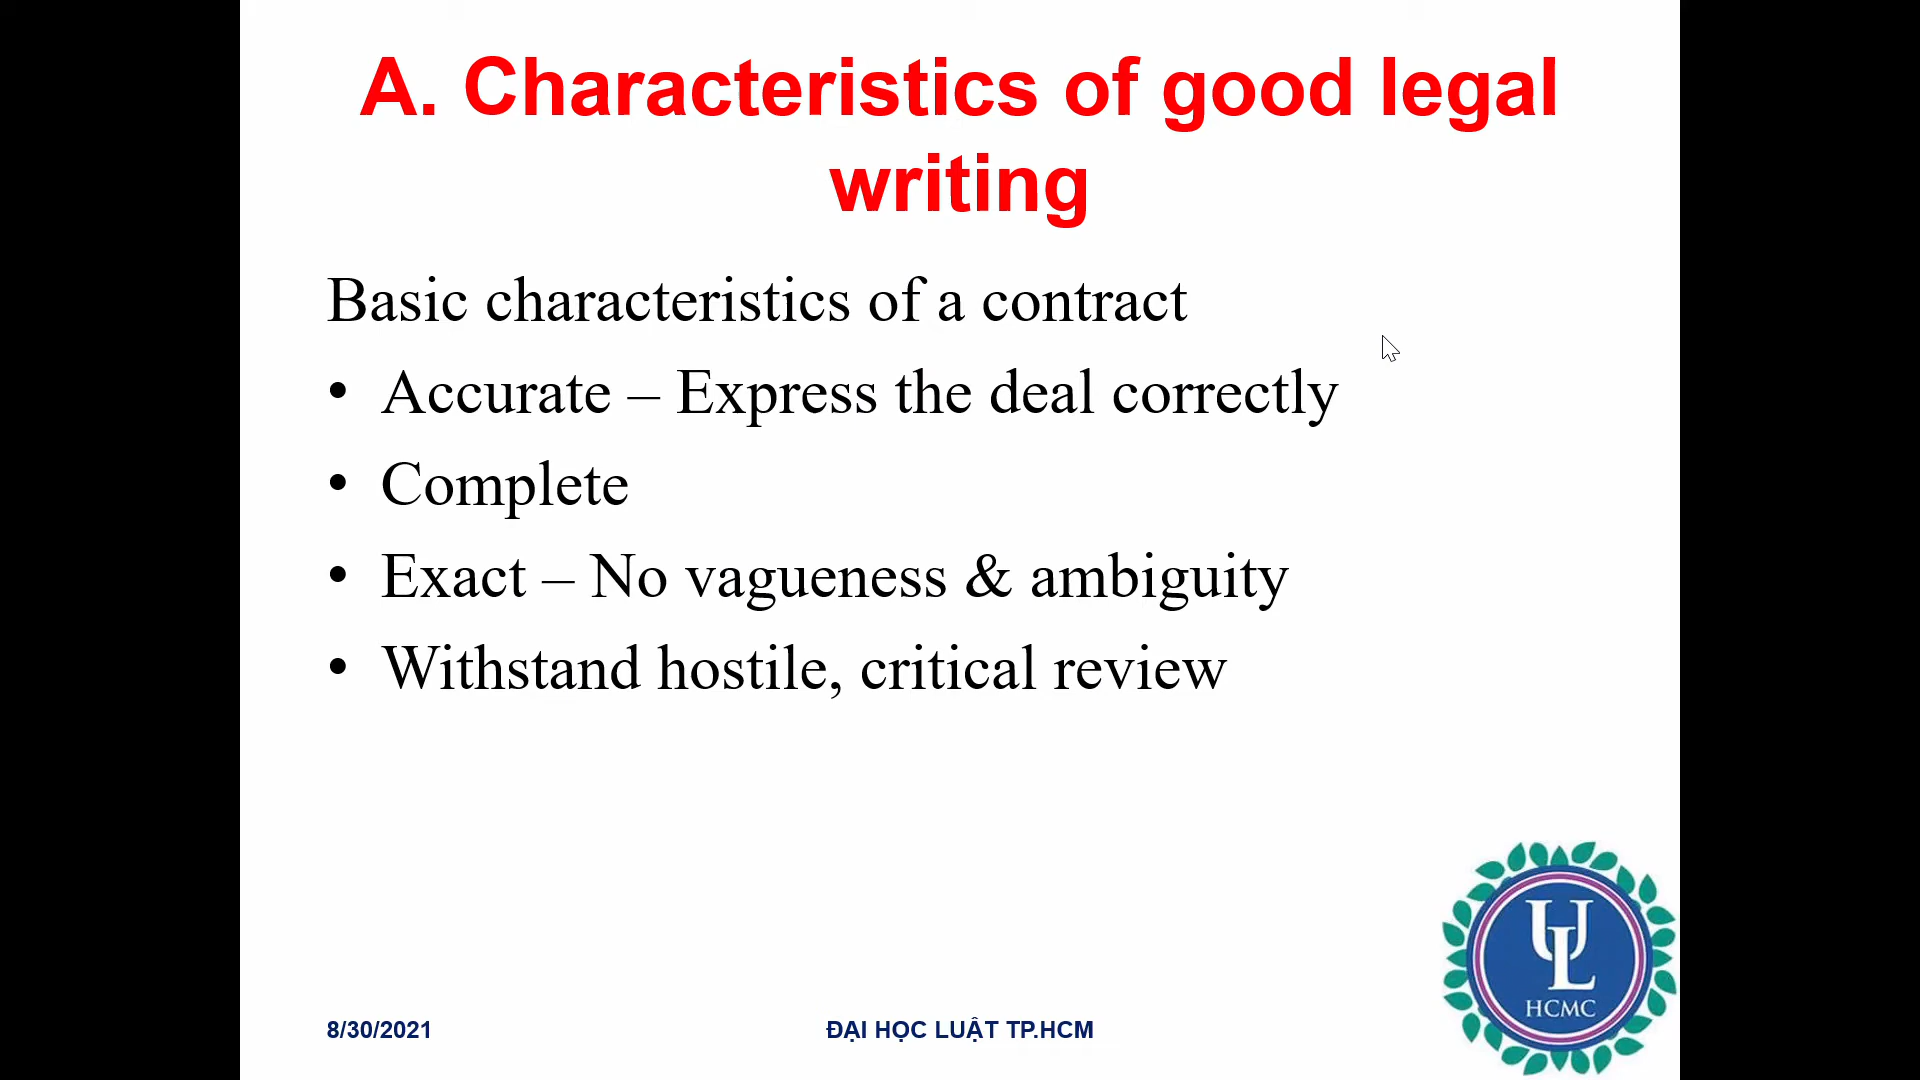 A. Characteristics of good legal
writing
Basic characteristics of a contract
• Accurate – Express the deal correctly
• Complete
• Exact – No vagueness & ambiguity
• Withstand hostile, critical review
UL
HCMC
8/30/2021
ĐẠI HỌC LUẬT TP.HCM